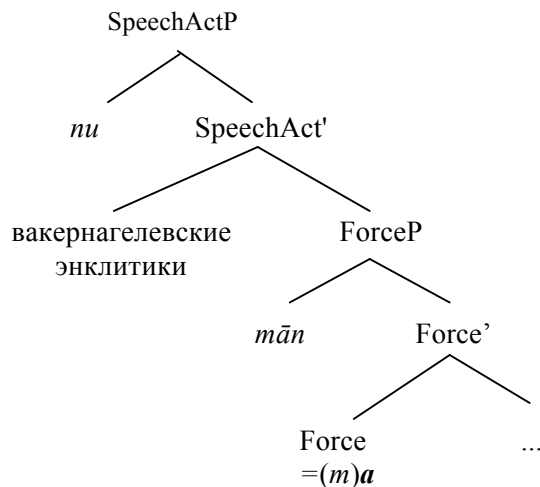 SpeechActP
nu SpeechAct'
вакернагелевские ForceP
энклитики
mān Force’
Force ...
=(m)a